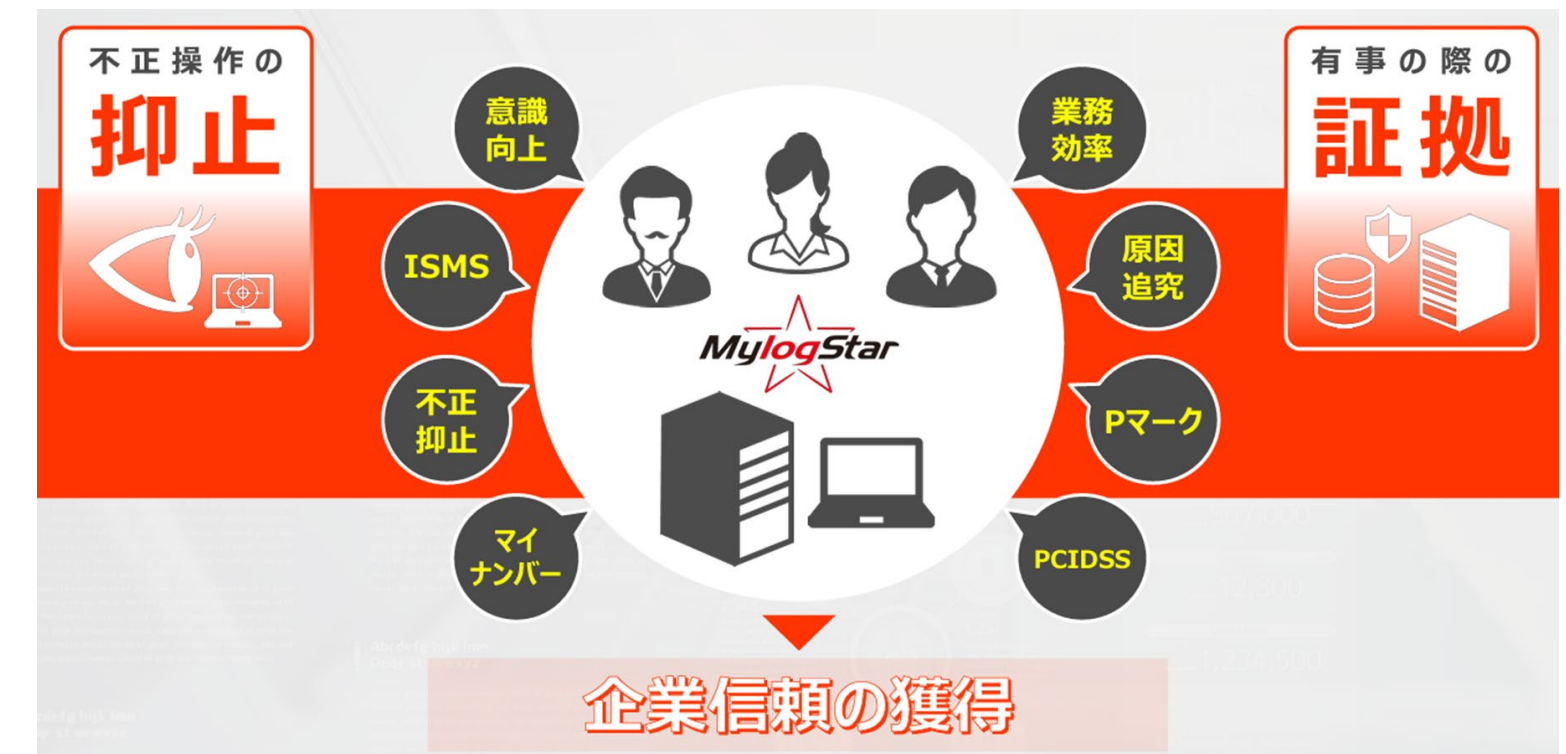 不正操作の
抑止
有事の際の
証拠
意識
向上
業務
効率
ISMS
原因
追究
MylogStar
不正
抑止
Pマーク
マイ
ナンバー
PCIDSS
企業信頼の獲得